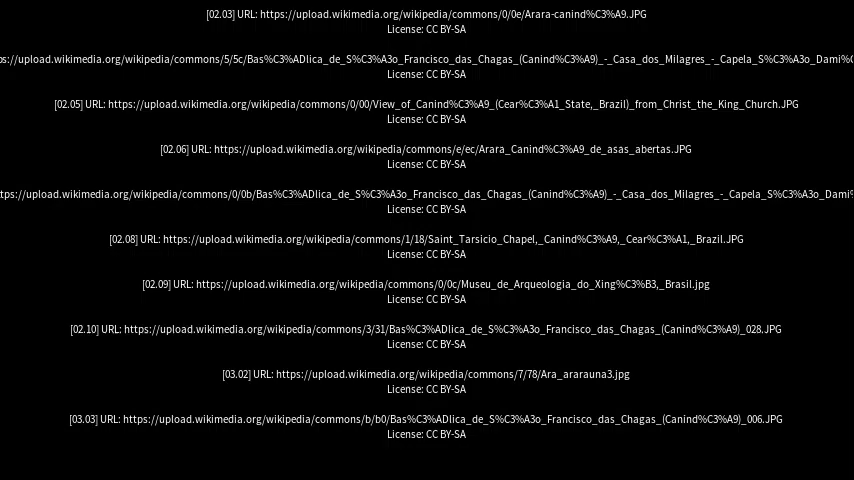 [02.03] URL: https://upload.wikimedia.org/wikipedia/commons/0/0e/Arara-canind%C3%A9.JPG
License: CC BY-SA
ps://upload.wikimedia.org/wikipedia/commons/5/5c/Bas%C3%ADlica_de_S%C3%A3o_Francisco_das_Chagas_(Canind%C3%A9)_-_Casa_dos_Milagres_-_Capela_S%C3%A3o_Dami%C
License: CC BY-SA
[02.05] URL: https://upload.wikimedia.org/wikipedia/commons/0/00/View_of_Canind%C3%A9_(Cear%C3%A1_State,_Brazil)_from_Christ_the_King_Church.JPG
License: CC BY-SA
[02.06] URL: https://upload.wikimedia.org/wikipedia/commons/e/ec/Arara_Canind%C3%A9_de_asas_abertas.JPG
License: CC BY-SA
ttps://upload.wikimedia.org/wikipedia/commons/0/0b/Bas%C3%ADlica_de_S%C3%A3o_Francisco_das_Chagas_(Canind%C3%A9)_-_Casa_dos_Milagres_-_Capela_S%C3%A3o_Dami%
License: CC BY-SA
[02.08] URL: https://upload.wikimedia.org/wikipedia/commons/1/18/Saint_Tarsicio_Chapel,_Canind%C3%A9,_Cear%C3%A1,_Brazil.JPG
License: CC BY-SA
[02.09] URL: https://upload.wikimedia.org/wikipedia/commons/0/0c/Museu_de_Arqueologia_do_Xing%C3%B3,_Brasil.jpg
License: CC BY-SA
[02.10] URL: https://upload.wikimedia.org/wikipedia/commons/3/31/Bas%C3%ADlica_de_S%C3%A3o_Francisco_das_Chagas_(Canind%C3%A9)_028.JPG
License: CC BY-SA
[03.02] URL: https://upload.wikimedia.org/wikipedia/commons/7/78/Ara_ararauna3.jpg
License: CC BY-SA
[03.03] URL: https://upload.wikimedia.org/wikipedia/commons/b/b0/Bas%C3%ADlica_de_S%C3%A3o_Francisco_das_Chagas_(Canind%C3%A9)_006.JPG
License: CC BY-SA